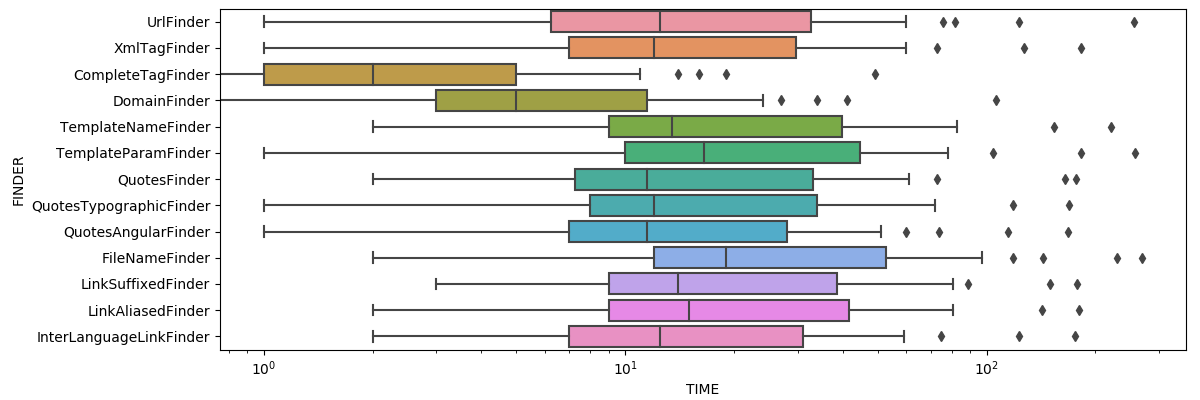 UrlFinder
XmlTagFinder
CompleteTagFinder
DomainFinder
TemplateNameFinder
TemplateParamFinder
QuotesFinder
QuotesTypographicFinder
QuotesAngularFinder
FileNameFinder
LinkSuffixedFinder
LinkAliasedFinder
InterLanguageLinkFinder
FINDER
10⁰ 10¹ 10²
TIME